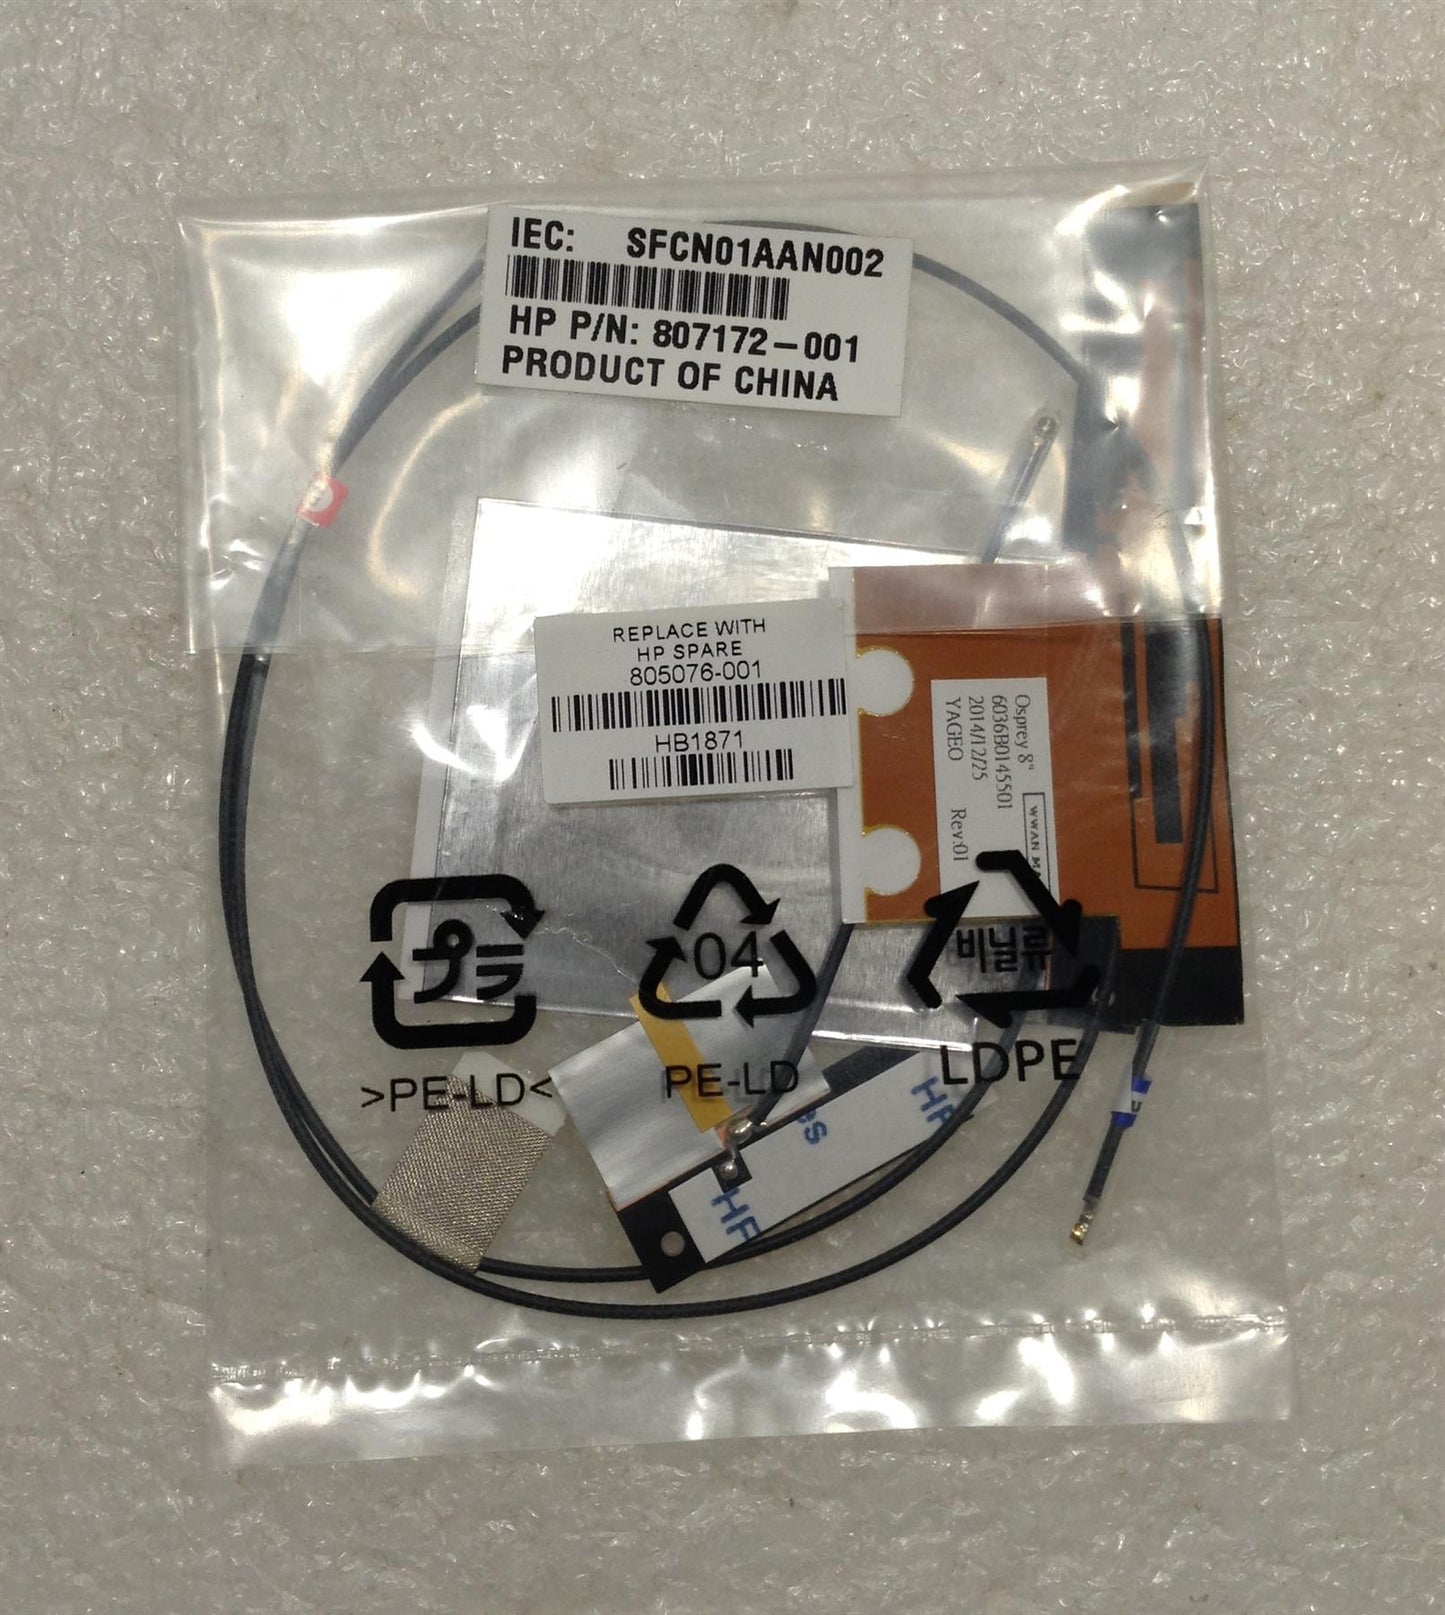 IEC: SFCN01AAN002
HP P/N: 807172-001
PRODUCT OF CHINA
REPLACE WITH
HP SPARE
805076-001
HB1871
Osprey 8"
6036B0145501
2014/12/25
YAGEO Rev:01
WWAN
プラ
>PE-LD<
04
PE-LD
비닐류
LDPE